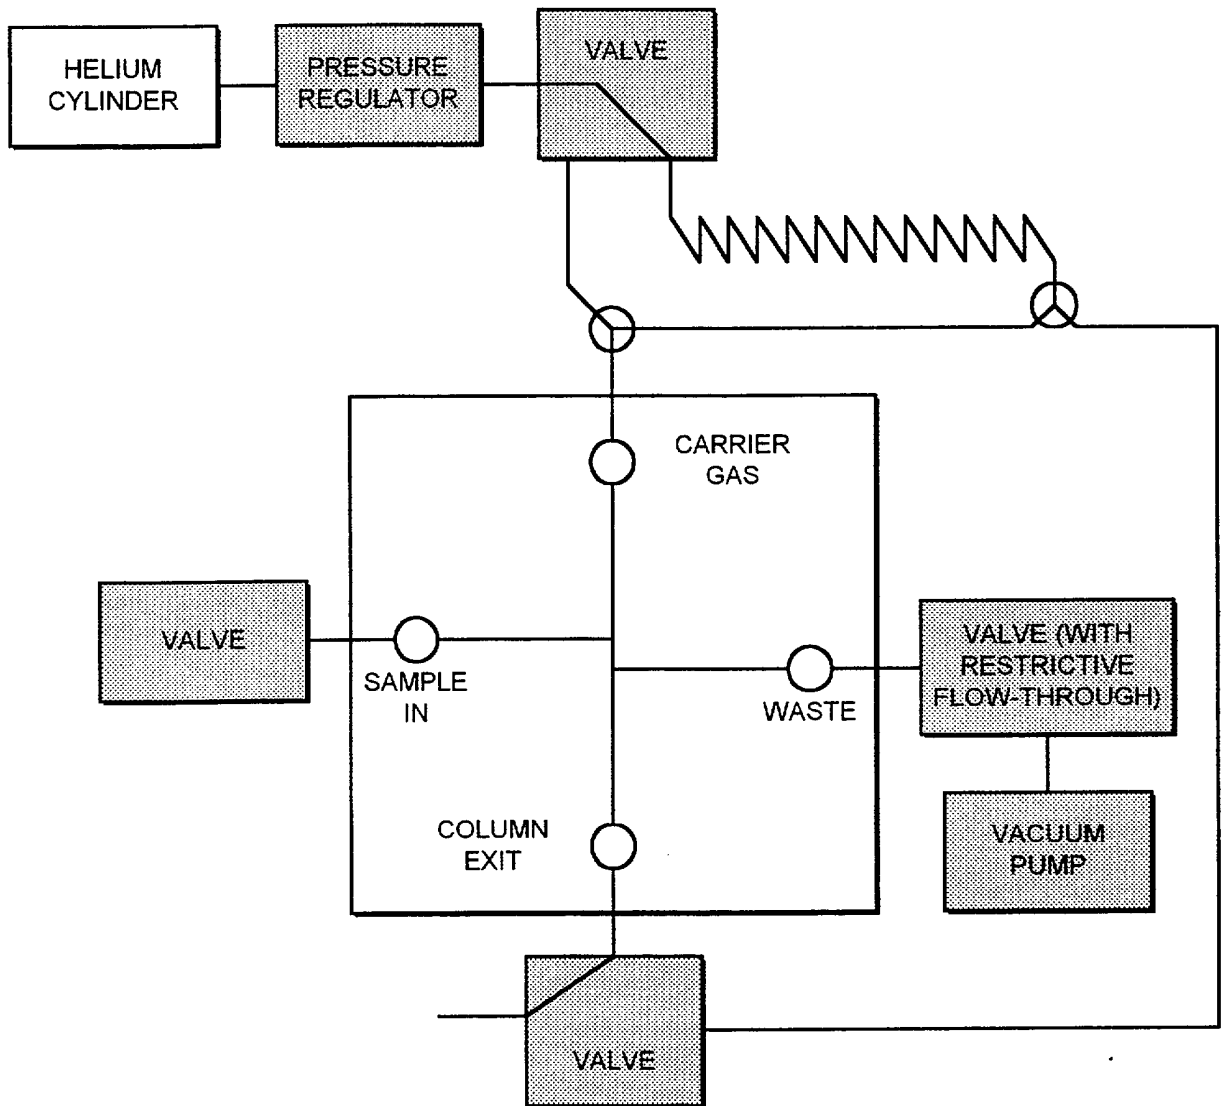 HELIUM
CYLINDER
PRESSURE
REGULATOR
VALVE
CARRIER
GAS
VALVE
SAMPLE
IN
WASTE
VALVE (WITH
RESTRICTIVE
FLOW-THROUGH)
COLUMN
EXIT
VACUUM
PUMP
VALVE